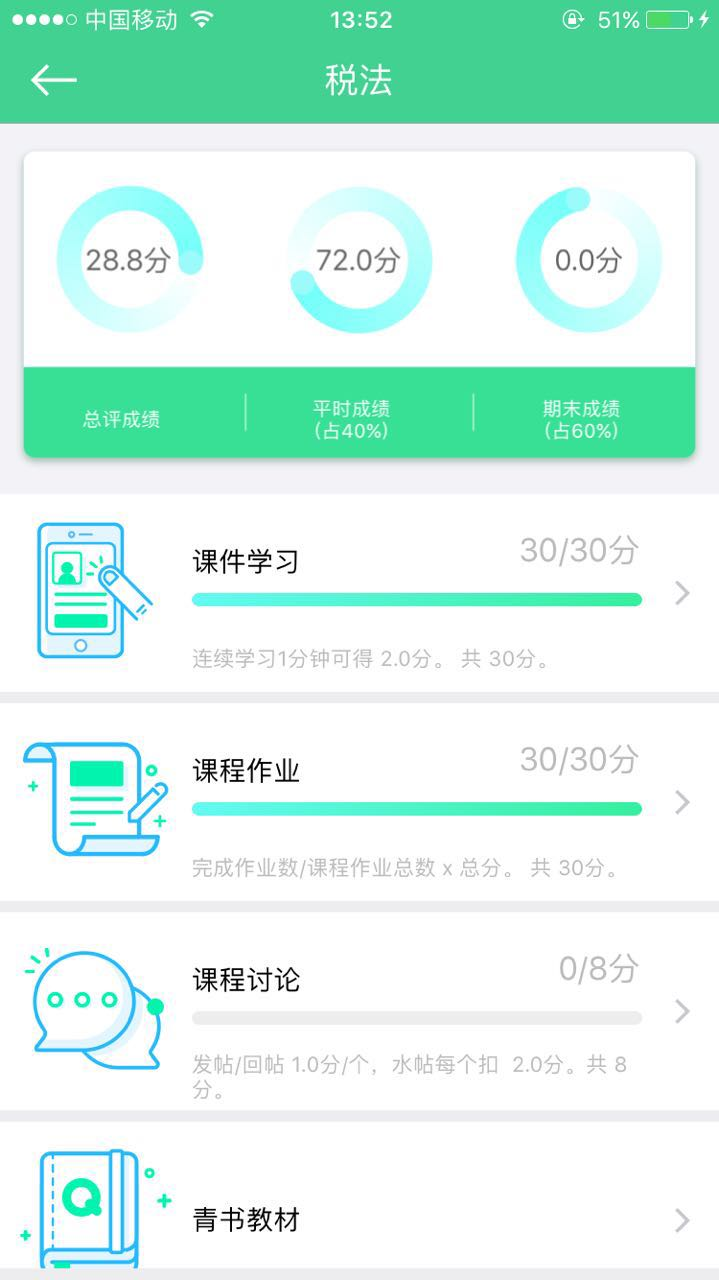 中国移动 13:52 51%
税法
28.8分 72.0分 0.0分
总评成绩 平时成绩 期末成绩
(占40%) (占60%)
课件学习 30/30分
连续学习1分钟可得 2.0分。 共 30分。
课程作业 30/30分
完成作业数/课程作业总数 x 总分。 共 30分。
课程讨论 0/8分
发帖/回帖 1.0分/个，水帖每个扣 2.0分。共 8
分。
Q
青书教材